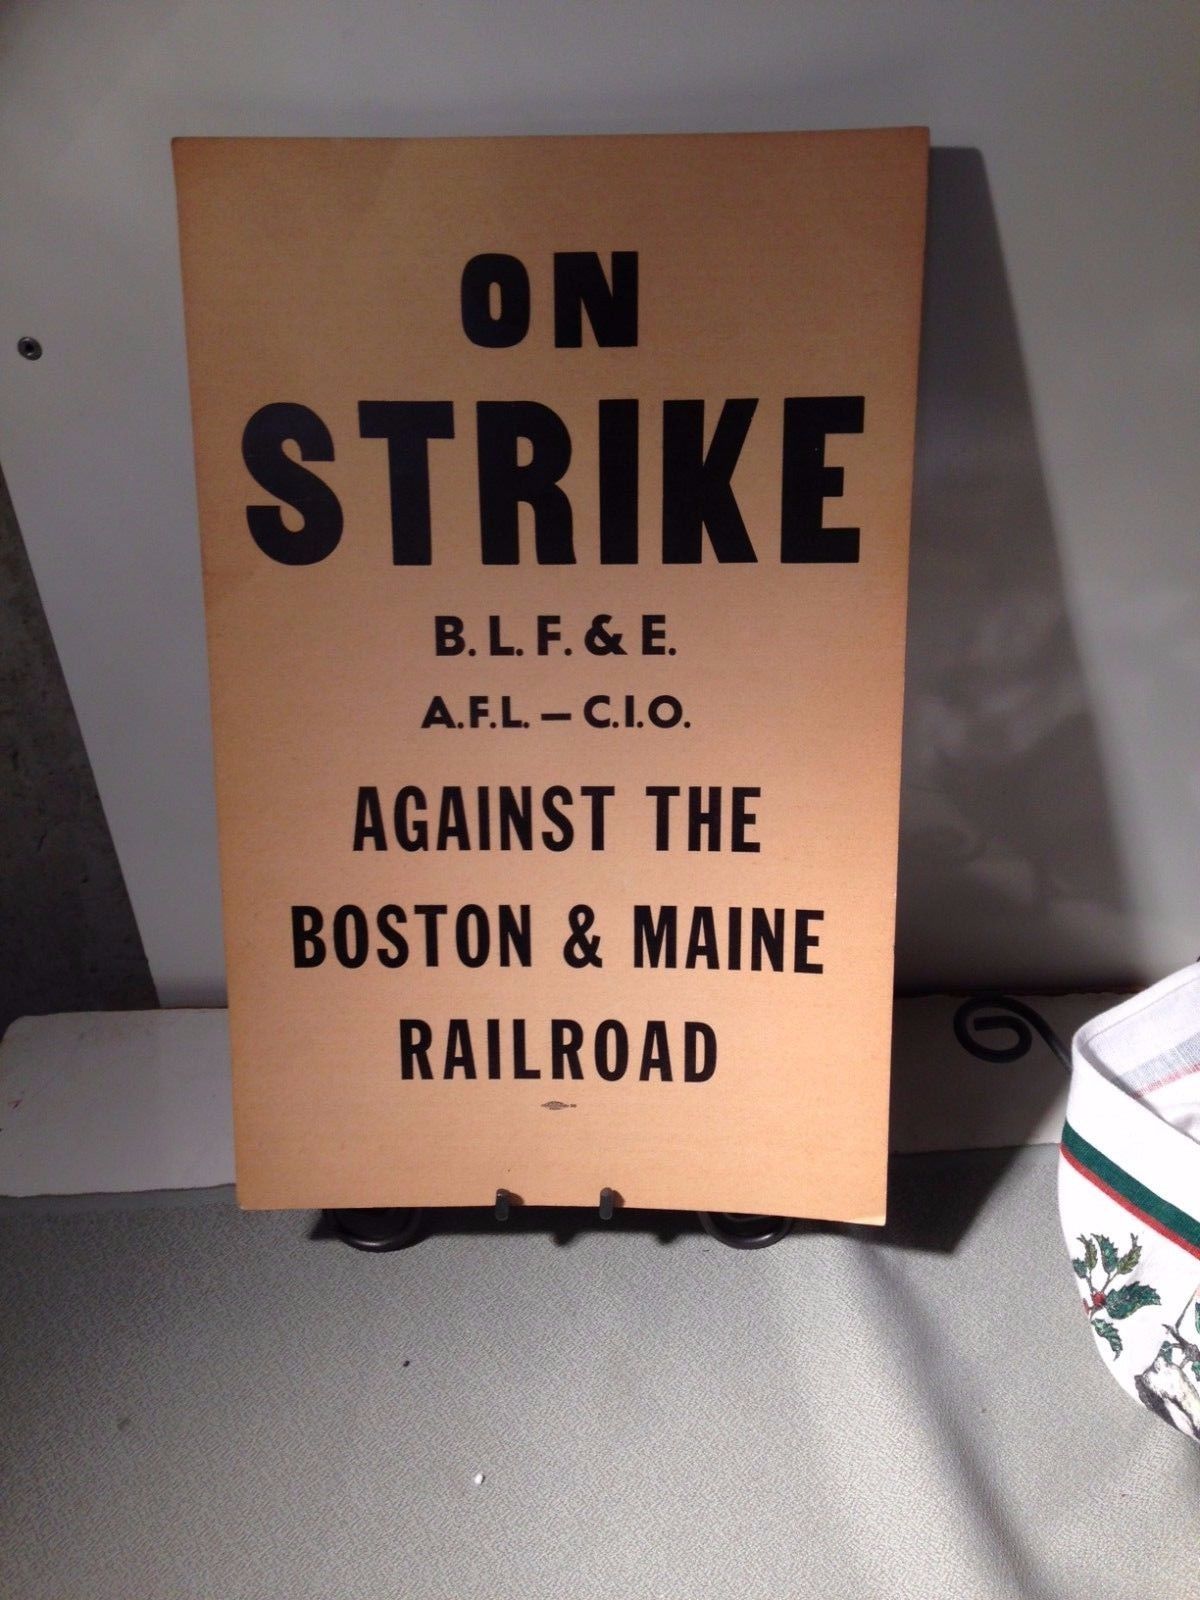 ON
STRIKE
B. L. F. & E.
A.F.L. — C.I.O.
AGAINST THE
BOSTON & MAINE
RAILROAD